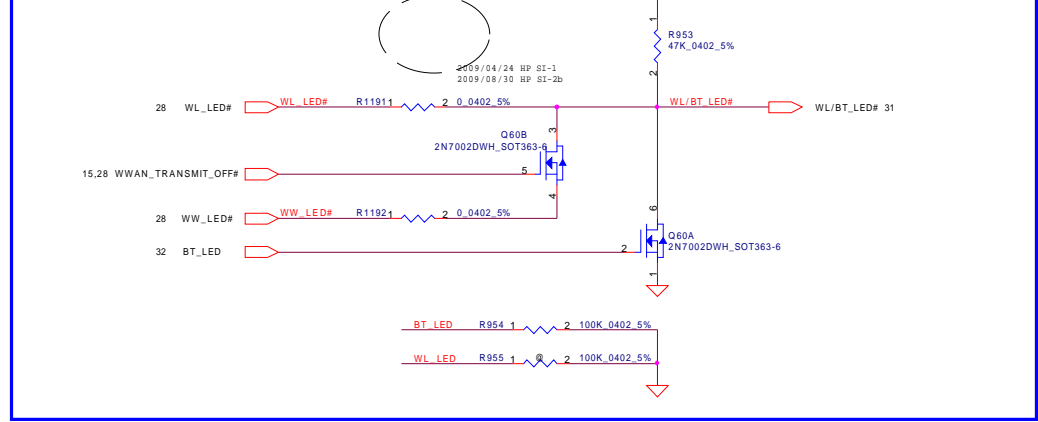 1
R953
47K_0402_5%
2
2009/04/24 HP SI-1
2009/08/30 HP SI-2b
28 WL_LED# WL_LED# R1191 1 2 0_0402_5% WL/BT_LED# WL/BT_LED# 31
3
Q60B
2N7002DWH_SOT363-6
15,28 WWAN_TRANSMIT_OFF# 5
4
28 WW_LED# WW_LED# R1192 1 2 0_0402_5%
6
Q60A
2N7002DWH_SOT363-6
32 BT_LED 2
1
BT_LED R954 1 2 100K_0402_5%
WL_LED R955 1 @ 2 100K_0402_5%